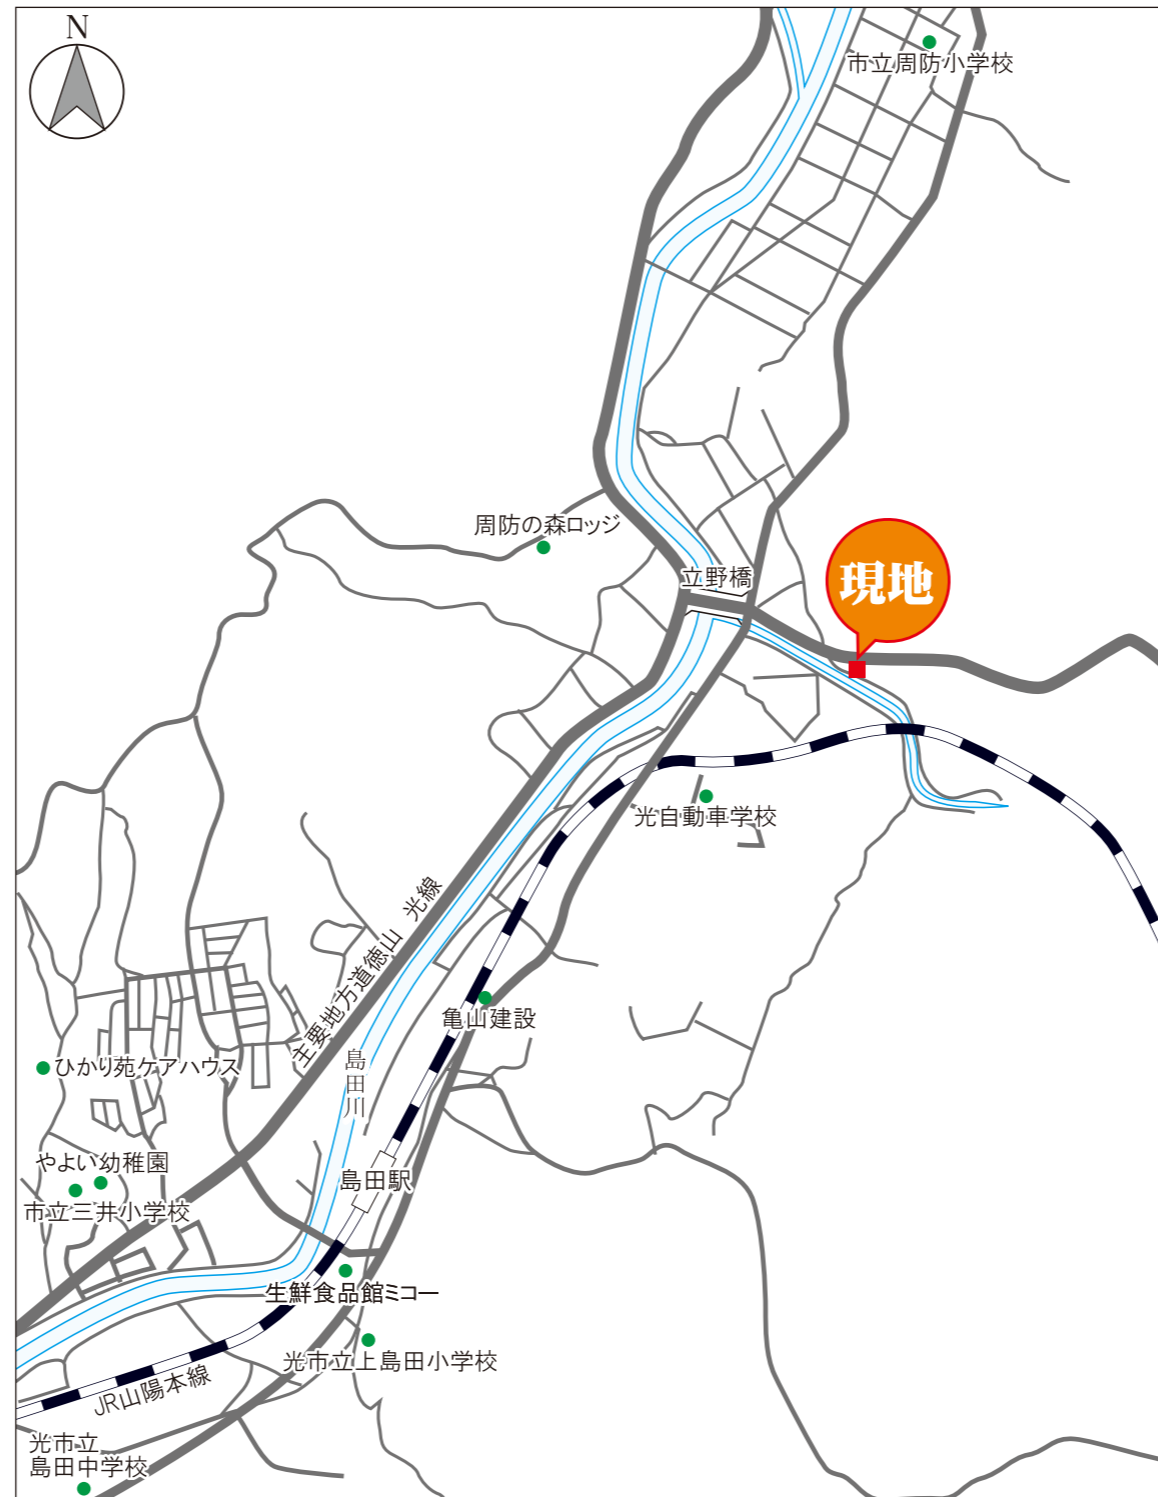 N
市立周防小学校
周防の森ロッジ
立野橋
現地
光自動車学校
主要地方道徳山 光線
亀山建設
島田川
ひかり苑ケアハウス
やよい幼稚園
市立三井小学校
島田駅
生鮮食品館ミコー
光市立上島田小学校
JR山陽本線
光市立
島田中学校